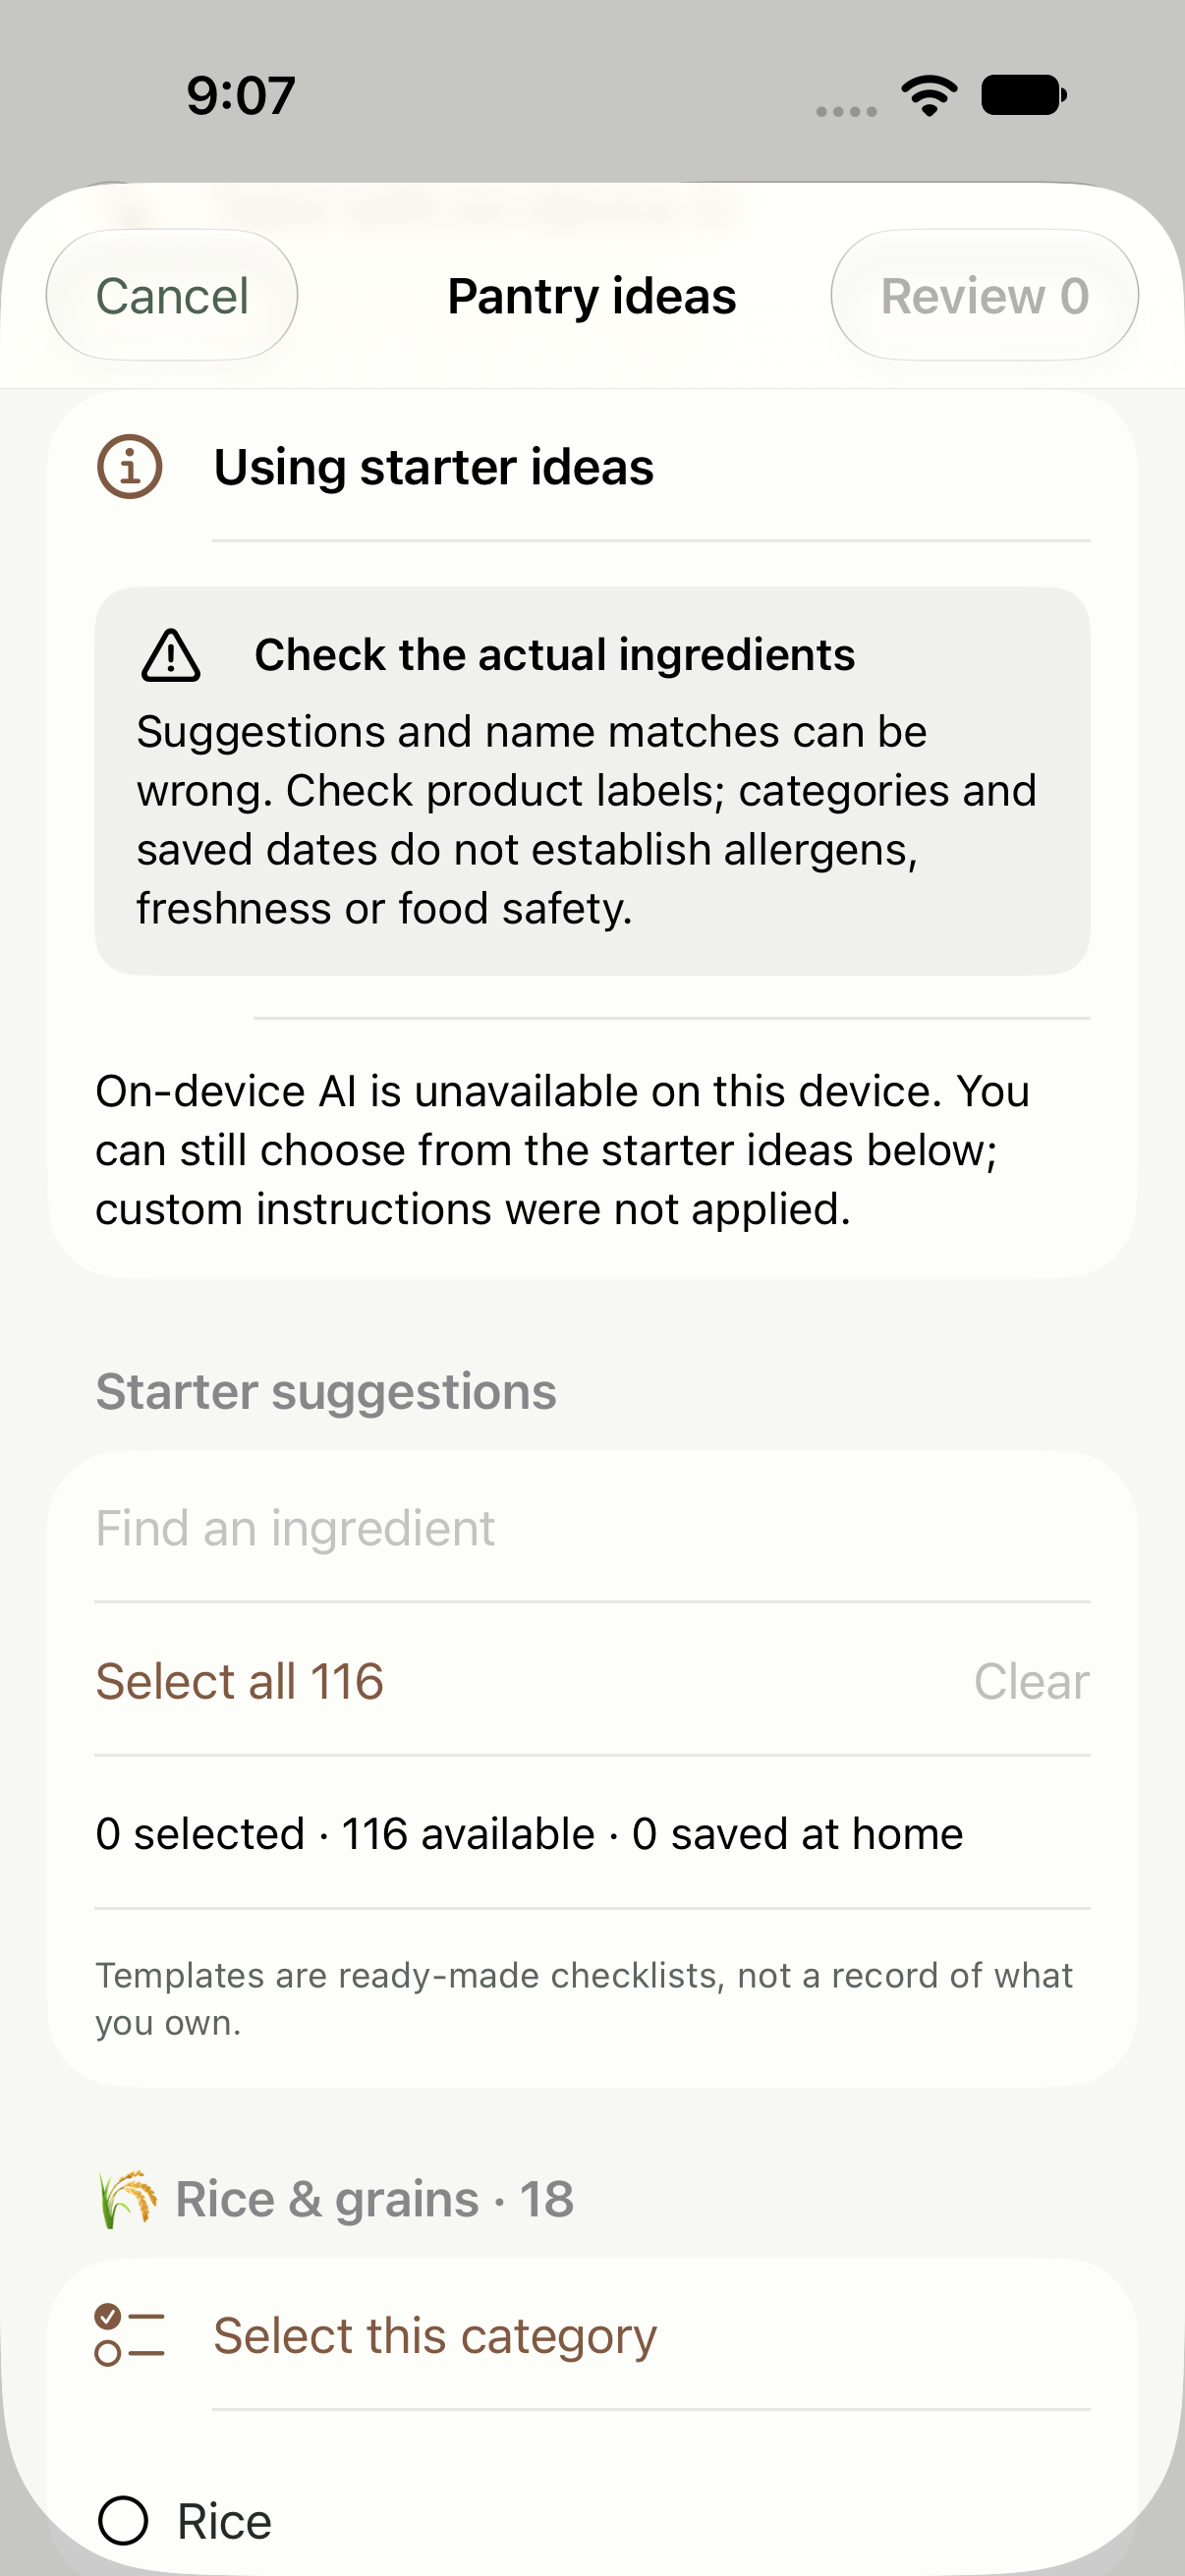 9:07
Cancel
Pantry ideas
Review 0
Using starter ideas
Check the actual ingredients
Suggestions and name matches can be
wrong. Check product labels; categories and
saved dates do not establish allergens,
freshness or food safety.
On-device AI is unavailable on this device. You
can still choose from the starter ideas below;
custom instructions were not applied.
Starter suggestions
Find an ingredient
Select all 116
Clear
0 selected · 116 available · 0 saved at home
Templates are ready-made checklists, not a record of what
you own.
Rice & grains · 18
Select this category
Rice